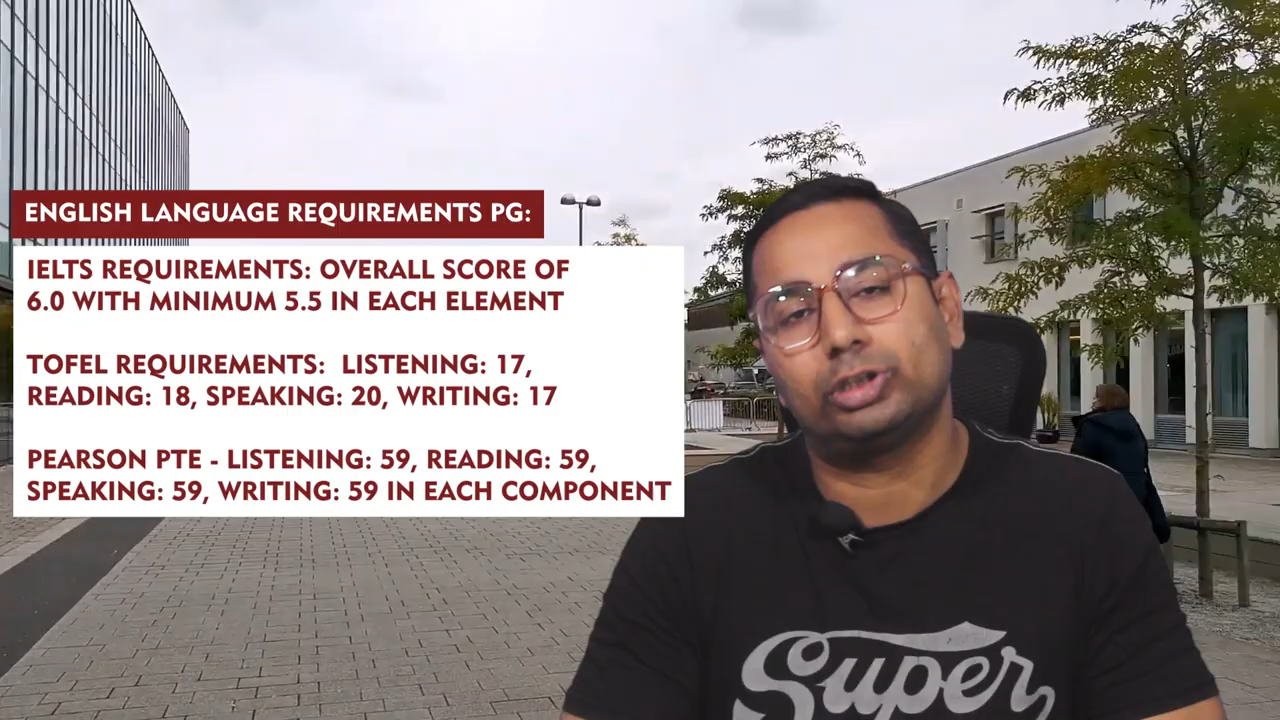 ENGLISH LANGUAGE REQUIREMENTS PG:
IELTS REQUIREMENTS: OVERALL SCORE OF
6.0 WITH MINIMUM 5.5 IN EACH ELEMENT
TOFEL REQUIREMENTS: LISTENING: 17,
READING: 18, SPEAKING: 20, WRITING: 17
PEARSON PTE - LISTENING: 59, READING: 59,
SPEAKING: 59, WRITING: 59 IN EACH COMPONENT
Super